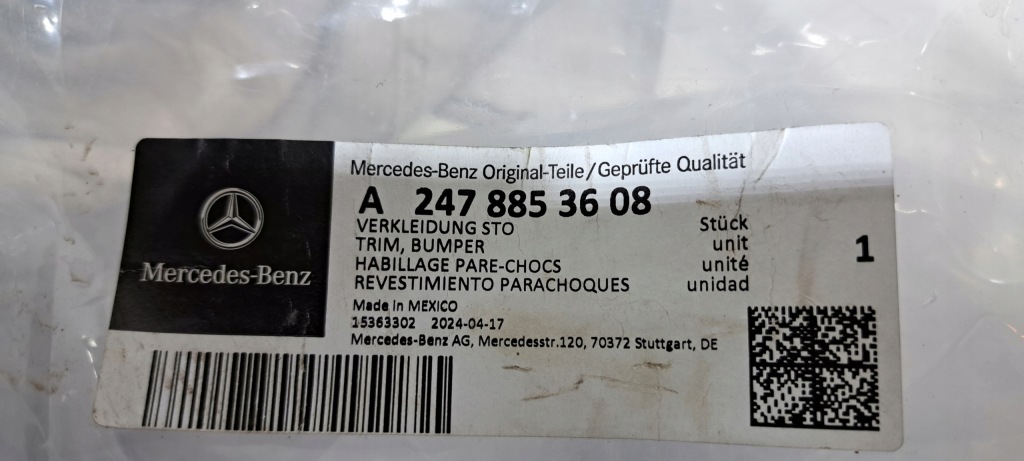 Mercedes-Benz Original-Teile/Geprüfte Qualität
A 247 885 36 08
VERKLEIDUNG STO Stück
TRIM, BUMPER unit
HABILLAGE PARE-CHOCS unité
REVESTIMIENTO PARACHOQUES unidad
1
Made in MEXICO
15363302 2024-04-17
Mercedes-Benz AG, Mercedesstr.120, 70372 Stuttgart, DE
Mercedes-Benz